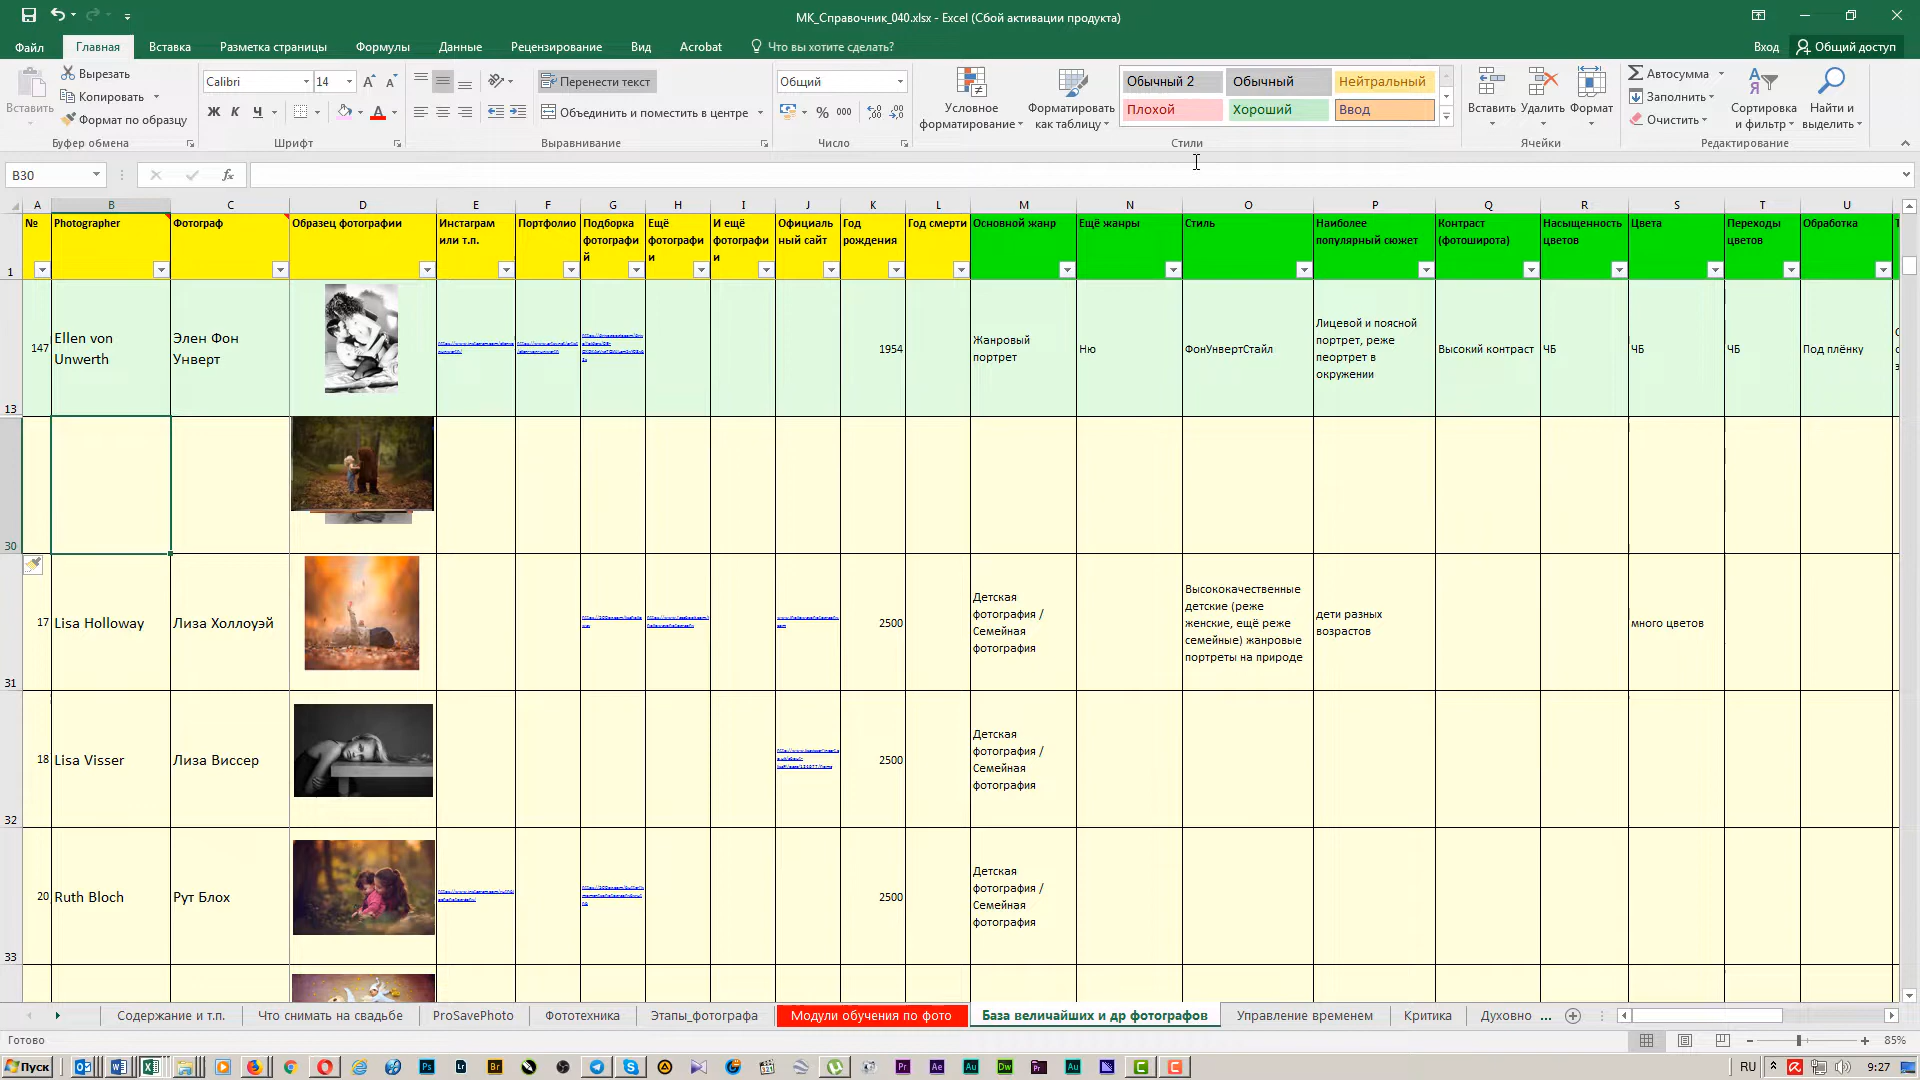 МК_Справочник_040.xlsx - Excel (Сбой активации продукта)
Файл Главная Вставка Разметка страницы Формулы Данные Рецензирование Вид Acrobat Что вы хотите сделать? Вход Общий доступ
Вставить
Вырезать
Копировать
Формат по образцу
Буфер обмена
Calibri 14
Ж К Ч
Шрифт
Перенести текст
Объединить и поместить в центре
Выравнивание
Общий
% 000
Число
Условное форматирование
Форматировать как таблицу
Обычный 2 Обычный Нейтральный
Плохой Хороший Ввод
Стили
Вставить Удалить Формат
Ячейки
Автосумма
Заполнить
Очистить
Сортировка и фильтр
Найти и выделить
Редактирование
B30
A B C D E F G H I J K L M N O P Q R S T U
1 № Photographer Фотограф Образец фотографии Инстаграм или т.п. Портфолио Подборка фотографий Ещё фотографии И ещё фотографии Официальный сайт Год рождения Год смерти Основной жанр Ещё жанры Стиль Наиболее популярный сюжет Контраст (фотоширота) Насыщенность цветов Цвета Переходы цветов Обработка
13 147 Ellen von Unwerth Элен Фон Унверт 1954 Жанровый портрет Ню ФонУнвертСтайл Лицевой и поясной портрет, реже пеортрет в окружении Высокий контраст ЧБ ЧБ ЧБ Под плёнку
30
31 17 Lisa Holloway Лиза Холлоуэй 2500 Детская фотография / Семейная фотография Высококачественные детские (реже женские, ещё реже семейные) жанровые портреты на природе дети разных возрастов много цветов
32 18 Lisa Visser Лиза Виссер 2500 Детская фотография / Семейная фотография
33 20 Ruth Bloch Рут Блох 2500 Детская фотография / Семейная фотография
Содержание и т.п. Что снимать на свадьбе ProSavePhoto Фототехника Этапы_фотографа Модули обучения по фото База величайших и др фотографов Управление временем Критика Духовно ...
Готово
85%
Пуск
RU 9:27